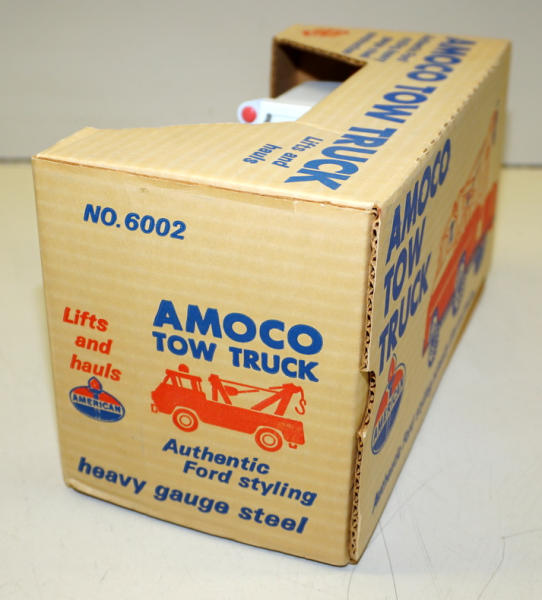 NO. 6002
AMOCO
TOW TRUCK
Lifts
and
hauls
AMERICAN
Authentic
Ford styling
heavy gauge steel
AMOCO TOW TRUCK
Lifts and
hauls
AMOCO
TOW
TRUCK
AMERICAN